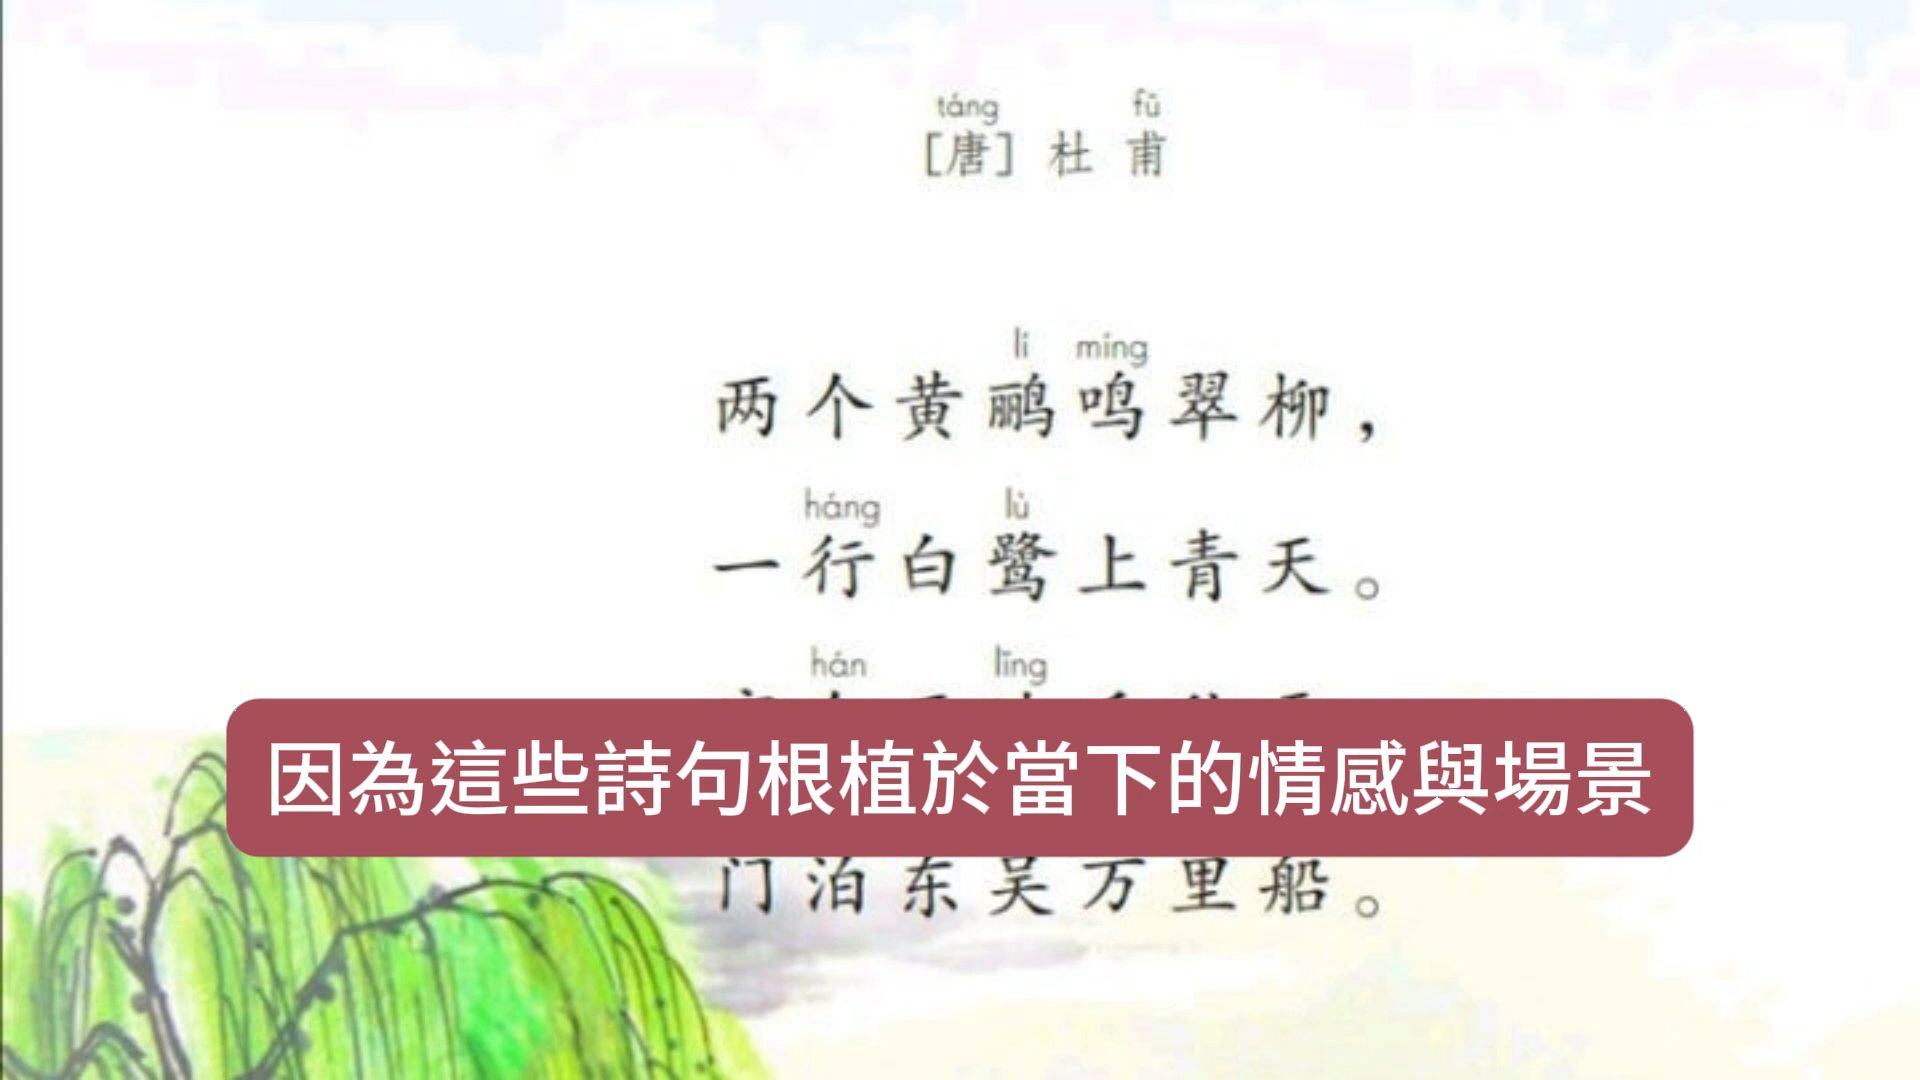 táng fǔ
[唐] 杜 甫
lí míng
两个黄鹂鸣翠柳，
háng lù
一行白鹭上青天。
hán lǐng
因為這些詩句根植於當下的情感與場景
门泊东吴万里船。